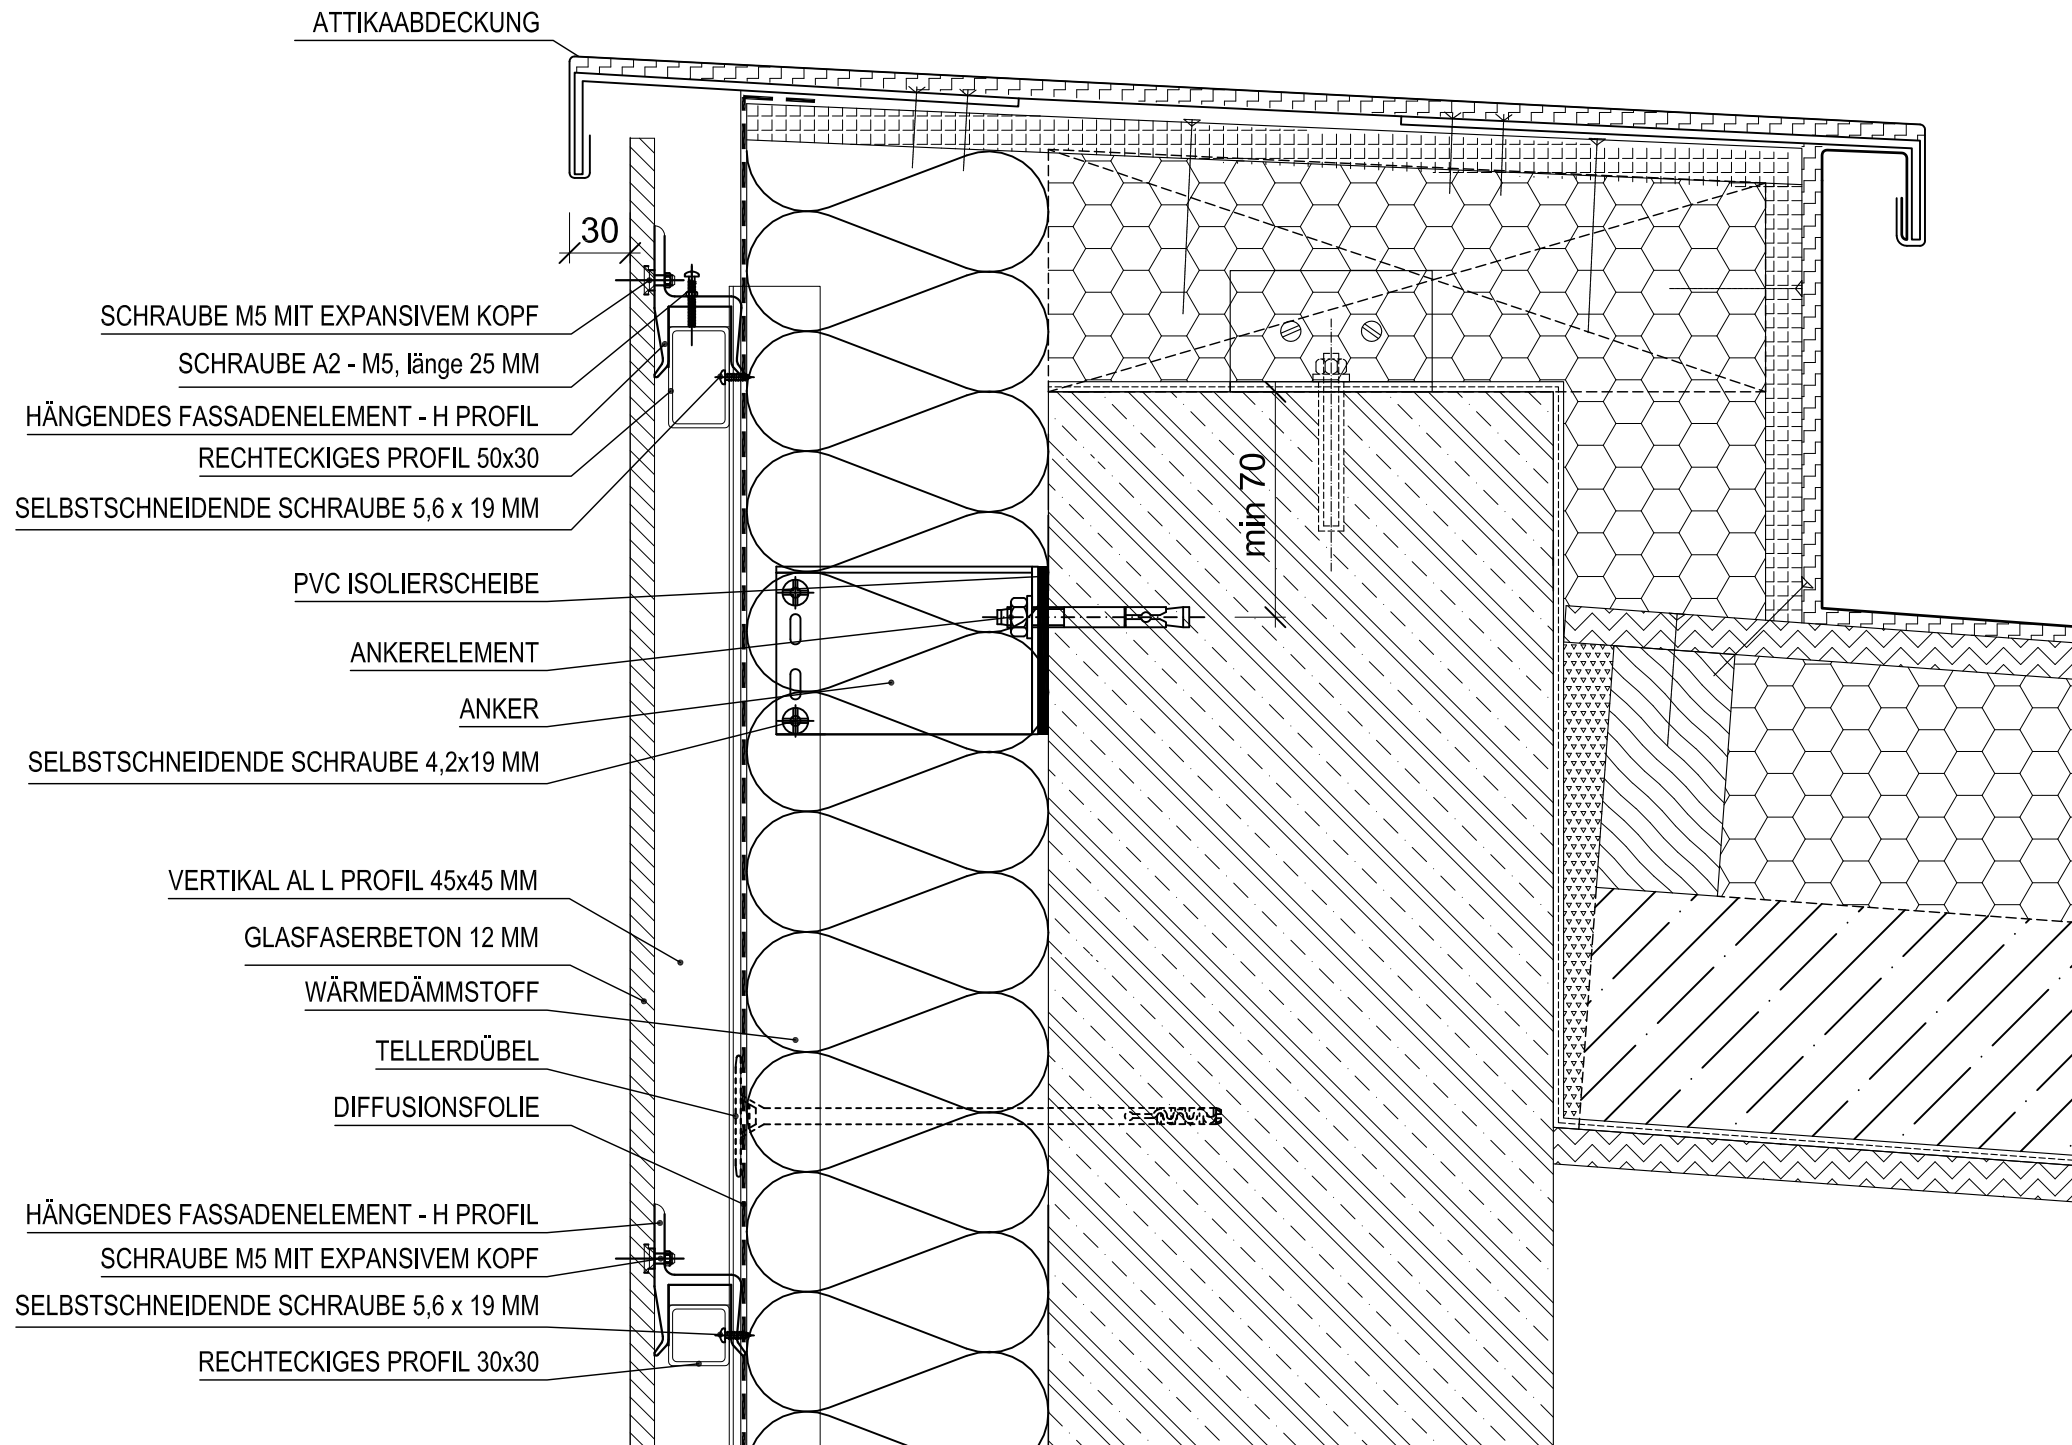 ATTIKAABDECKUNG
30
SCHRAUBE M5 MIT EXPANSIVEM KOPF
SCHRAUBE A2 - M5, länge 25 MM
HÄNGENDES FASSADENELEMENT - H PROFIL
RECHTECKIGES PROFIL 50x30
SELBSTSCHNEIDENDE SCHRAUBE 5,6 x 19 MM
min 70
PVC ISOLIERSCHEIBE
ANKERELEMENT
ANKER
SELBSTSCHNEIDENDE SCHRAUBE 4,2x19 MM
VERTIKAL AL L PROFIL 45x45 MM
GLASFASERBETON 12 MM
WÄRMEDÄMMSTOFF
TELLERDÜBEL
DIFFUSIONSFOLIE
HÄNGENDES FASSADENELEMENT - H PROFIL
SCHRAUBE M5 MIT EXPANSIVEM KOPF
SELBSTSCHNEIDENDE SCHRAUBE 5,6 x 19 MM
RECHTECKIGES PROFIL 30x30